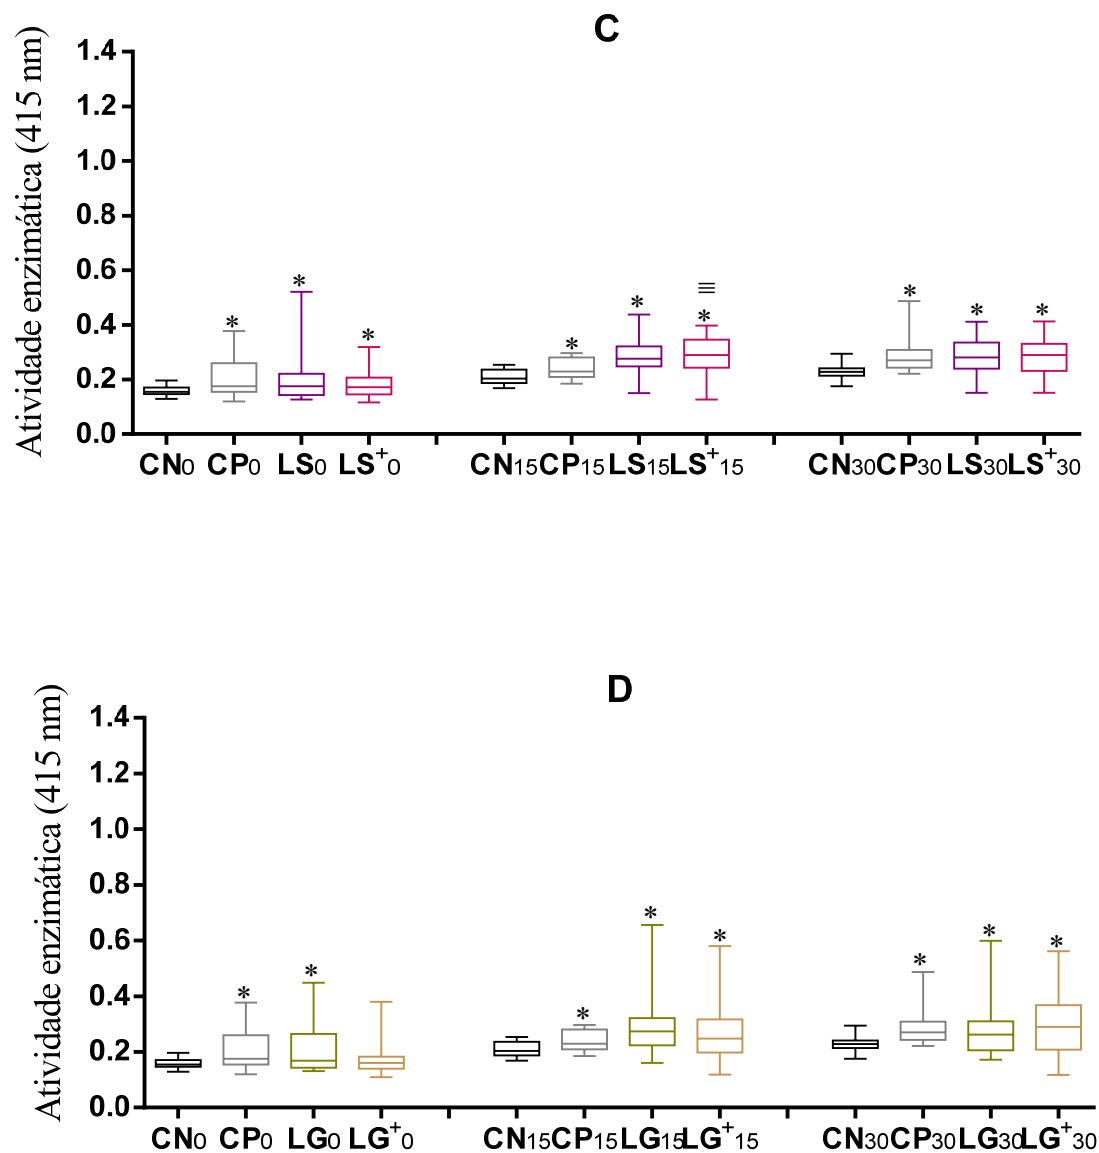 C
Atividade enzimática (415 nm)
1.4
1.2
1.0
0.8
0.6
0.4
0.2
0.0
* * * * * * ≡ * * * *
CN0 CP0 LS0 LS+0 CN15 CP15 LS15 LS+15 CN30 CP30 LS30 LS+30
D
Atividade enzimática (415 nm)
1.4
1.2
1.0
0.8
0.6
0.4
0.2
0.0
* * * * * * * *
CN0 CP0 LG0 LG+0 CN15 CP15 LG15 LG+15 CN30 CP30 LG30 LG+30